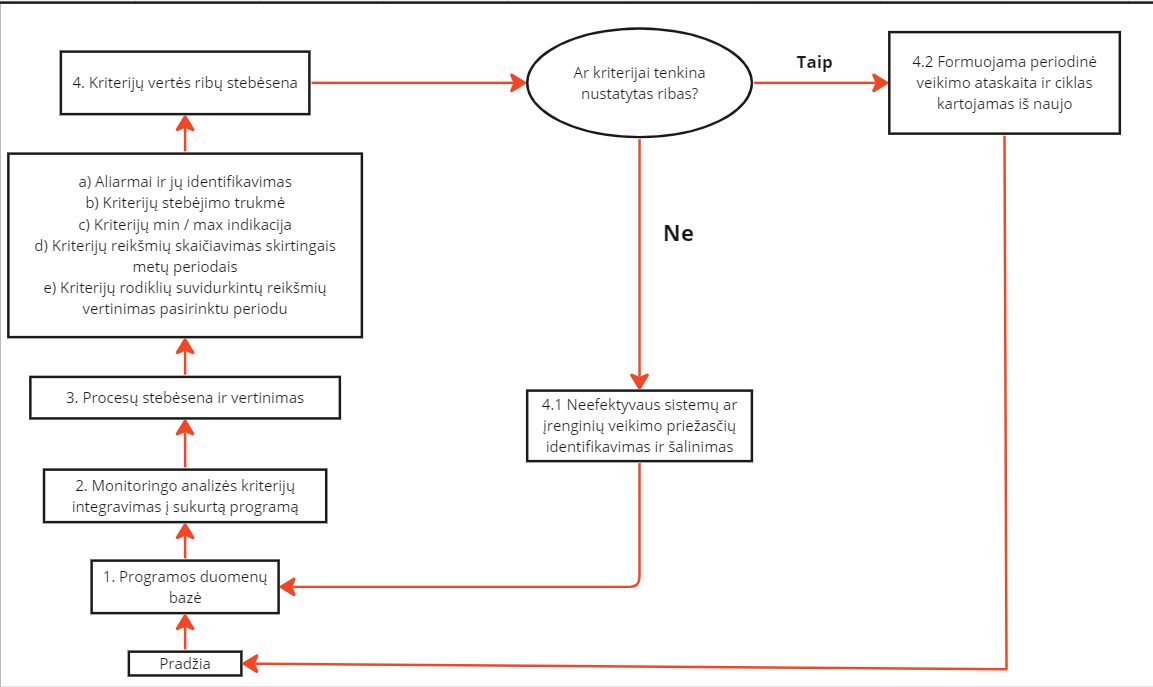 4. Kriterijų vertės ribų stebėsena
Ar kriterijai tenkina
nustatytas ribas?
Taip
4.2 Formuojama periodinė
veikimo ataskaita ir ciklas
kartojamas iš naujo
a) Aliarmai ir jų identifikavimas
b) Kriterijų stebėjimo trukmė
c) Kriterijų min / max indikacija
d) Kriterijų reikšmių skaičiavimas skirtingais
metų periodais
e) Kriterijų rodiklių suvidurkintų reikšmių
vertinimas pasirinktu periodu
Ne
3. Procesų stebėsena ir vertinimas
4.1 Neefektyvaus sistemų ar
įrenginių veikimo priežasčių
identifikavimas ir šalinimas
2. Monitoringo analizės kriterijų
integravimas į sukurtą programą
1. Programos duomenų
bazė
Pradžia